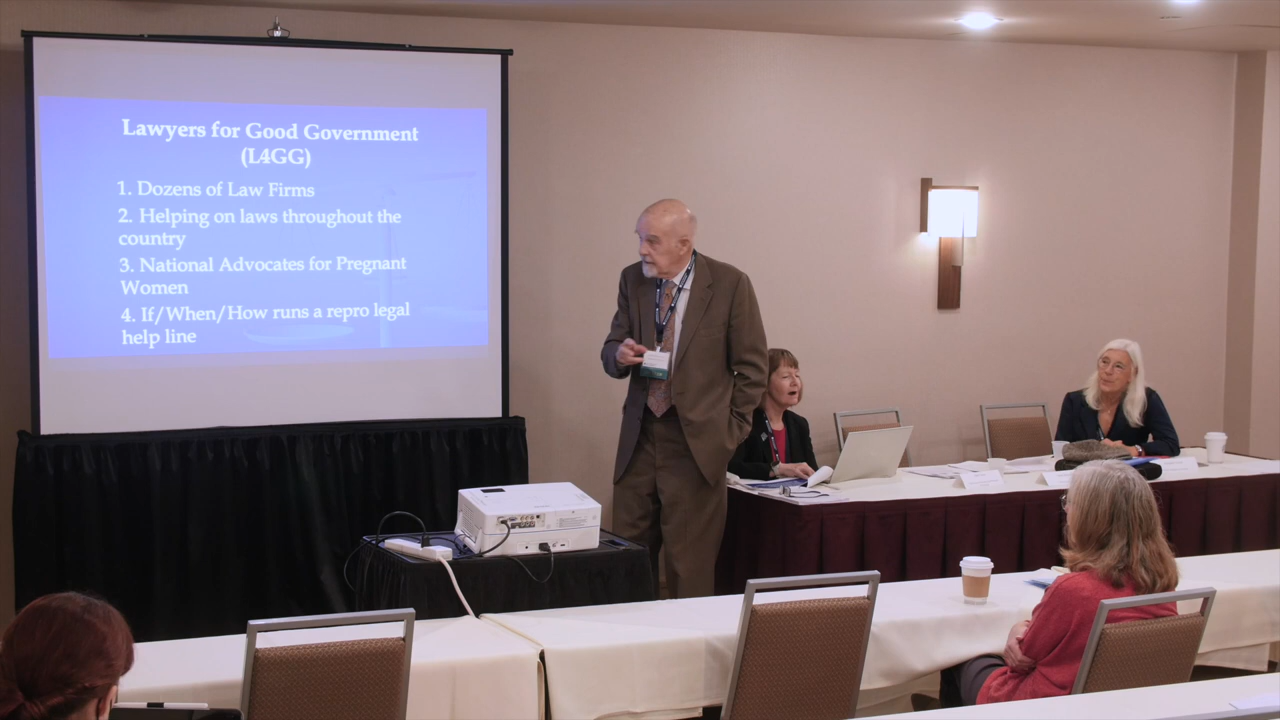 Lawyers for Good Government
(L4GG)
1. Dozens of Law Firms
2. Helping on laws throughout the
country
3. National Advocates for Pregnant
Women
4. If/When/How runs a repro legal
help line